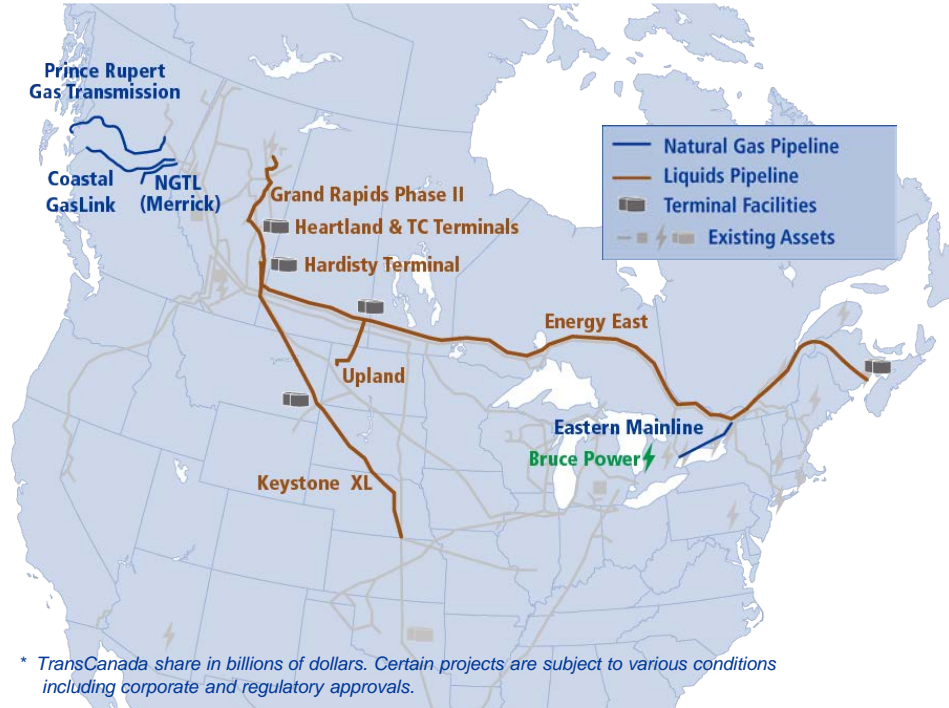 Prince Rupert
Gas Transmission
Coastal
GasLink
NGTL
(Merrick)
Grand Rapids Phase II
Heartland & TC Terminals
Hardisty Terminal
Natural Gas Pipeline
Liquids Pipeline
Terminal Facilities
Existing Assets
Energy East
Upland
Eastern Mainline
Bruce Power
Keystone XL
* TransCanada share in billions of dollars. Certain projects are subject to various conditions
including corporate and regulatory approvals.